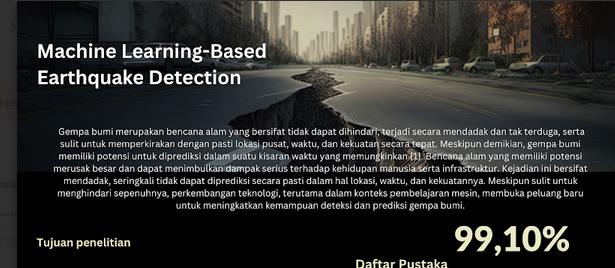 Machine Learning-Based
Earthquake Detection
Gempa bumi merupakan bencana alam yang bersifat tidak dapat dihindari, terjadi secara mendadak dan tak terduga, serta
sulit untuk memperkirakan dengan pasti lokasi pusat, waktu, dan kekuatan secara tepat. Meskipun demikian, gempa bumi
memiliki potensi untuk diprediksi dalam suatu kisaran waktu yang memungkinkan [1]. Bencana alam yang memiliki potensi
merusak besar dan dapat menimbulkan dampak serius terhadap kehidupan manusia serta infrastruktur. Kejadian ini bersifat
mendadak, seringkali tidak dapat diprediksi secara pasti dalam hal lokasi, waktu, dan kekuatannya. Meskipun sulit untuk
menghindari sepenuhnya, perkembangan teknologi, terutama dalam konteks pembelajaran mesin, membuka peluang baru
untuk meningkatkan kemampuan deteksi dan prediksi gempa bumi.
Tujuan penelitian
99,10%
Daftar Pustaka